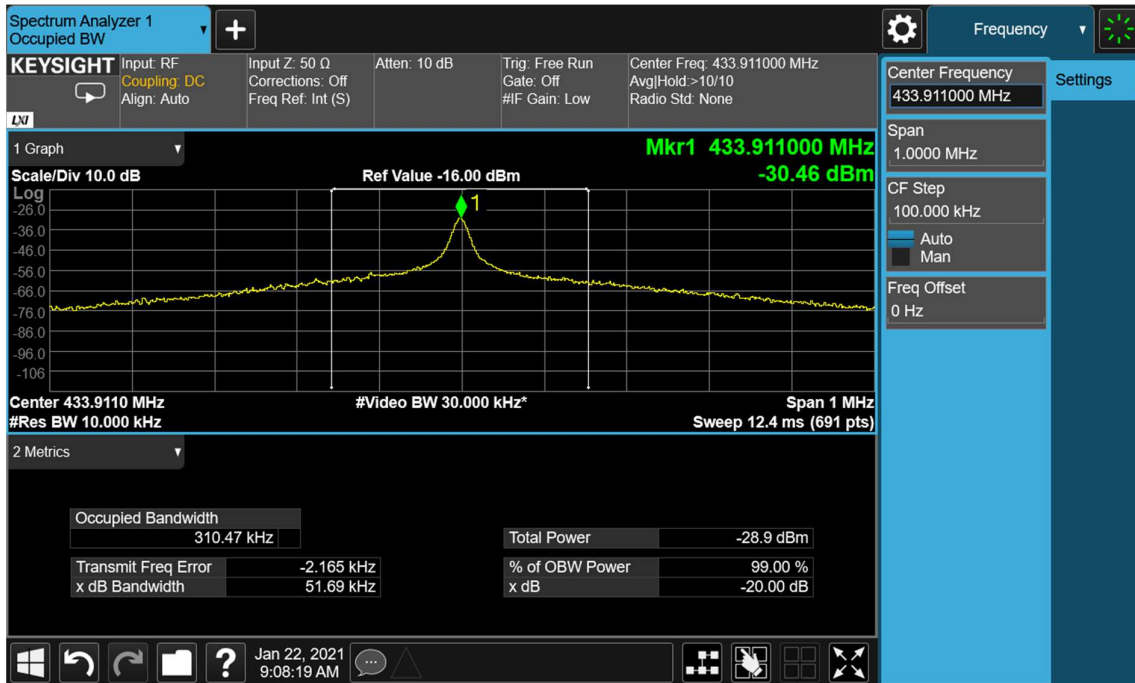 Spectrum Analyzer 1
Occupied BW
+
Frequency
KEYSIGHT
LXI
Input: RF
Coupling: DC
Align: Auto
Input Z: 50 Ω
Corrections: Off
Freq Ref: Int (S)
Atten: 10 dB
Trig: Free Run
Gate: Off
#IF Gain: Low
Center Freq: 433.911000 MHz
Avg|Hold:>10/10
Radio Std: None
Center Frequency
433.911000 MHz
Settings
Span
1.0000 MHz
CF Step
100.000 kHz
Auto
Man
Freq Offset
0 Hz
1 Graph
Mkr1 433.911000 MHz
-30.46 dBm
Scale/Div 10.0 dB
Ref Value -16.00 dBm
Log
1
-26.0
-36.0
-46.0
-56.0
-66.0
-76.0
-86.0
-96.0
-106
Center 433.9110 MHz
#Video BW 30.000 kHz*
Span 1 MHz
#Res BW 10.000 kHz
Sweep 12.4 ms (691 pts)
2 Metrics
Occupied Bandwidth
310.47 kHz
Total Power -28.9 dBm
Transmit Freq Error -2.165 kHz
% of OBW Power 99.00 %
x dB Bandwidth 51.69 kHz
x dB -20.00 dB
?
Jan 22, 2021
9:08:19 AM